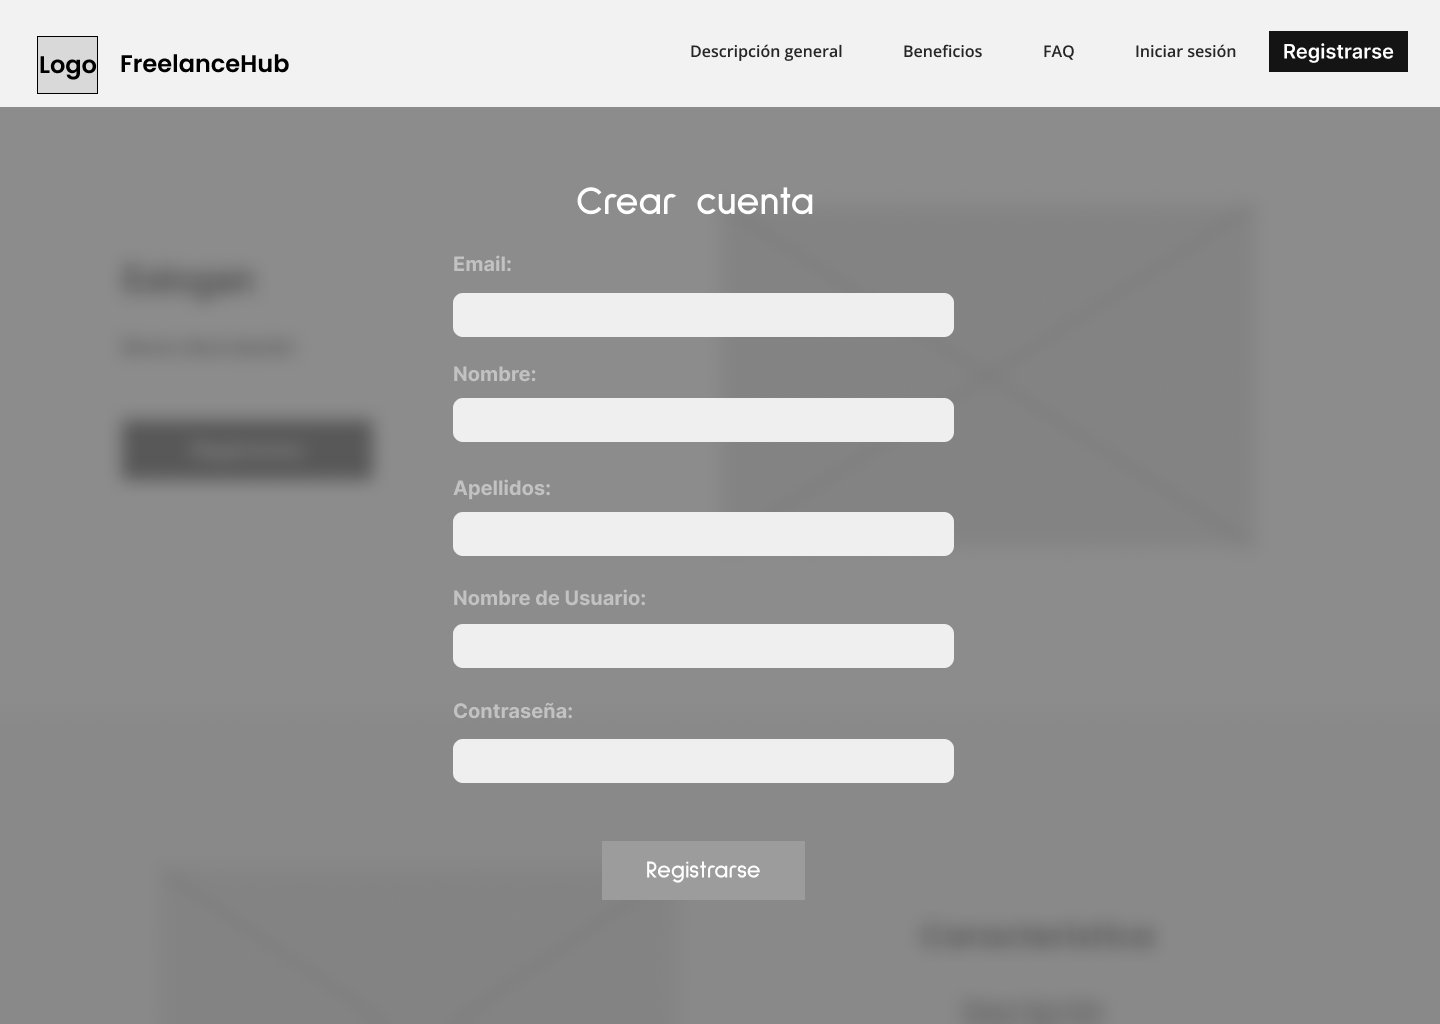 Logo
FreelanceHub
Descripción general
Beneficios
FAQ
Iniciar sesión
Registrarse
Crear cuenta
Email:
Nombre:
Apellidos:
Nombre de Usuario:
Contraseña:
Registrarse